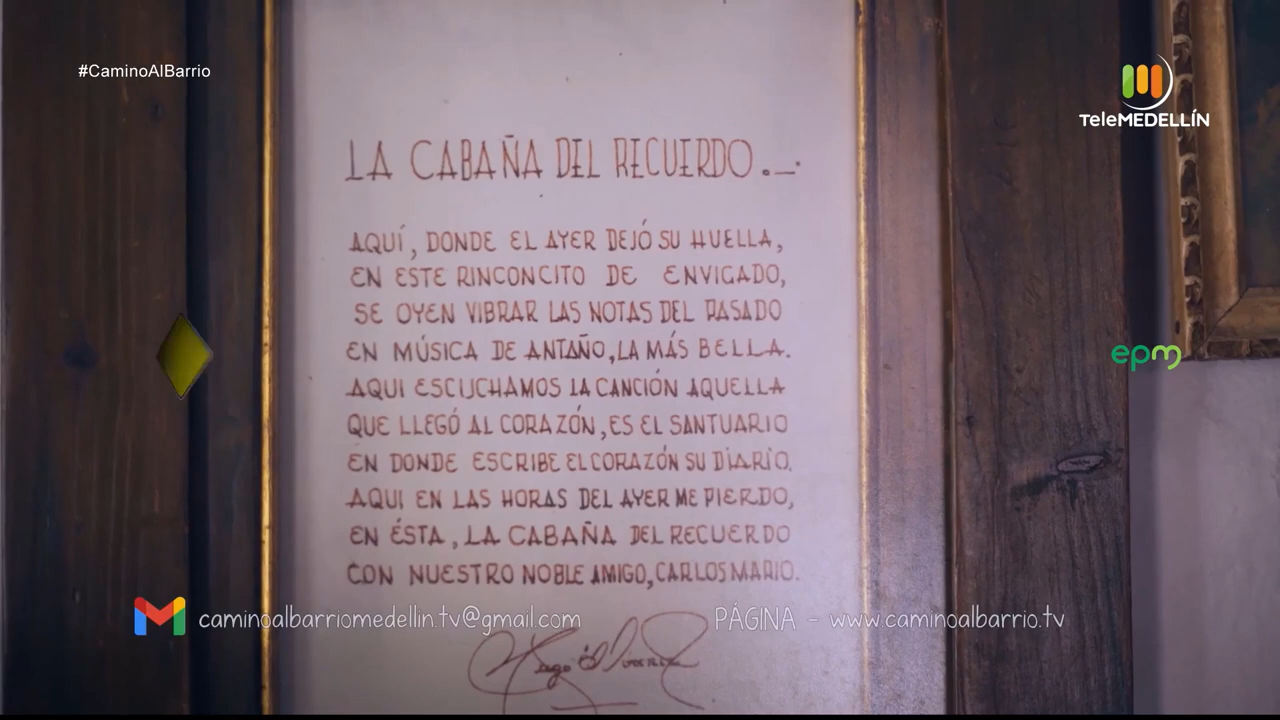 #CaminoAlBarrio
TeleMEDELLÍN
LA CABAÑA DEL RECUERDO.—.
AQUÍ, DONDE EL AYER DEJÓ SU HUELLA,
EN ESTE RINCONCITO DE ENVIGADO,
SE OYEN VIBRAR LAS NOTAS DEL PASADO
EN MÚSICA DE ANTAÑO, LA MÁS BELLA.
AQUI ESCUCHAMOS LA CANCIÓN AQUELLA
QUE LLEGÓ AL CORAZÓN, ES EL SANTUARIO
EN DONDE ESCRIBE EL CORAZÓN SU DIARIO.
AQUI EN LAS HORAS DEL AYER ME PIERDO,
EN ÉSTA, LA CABAÑA DEL RECUERDO
CON NUESTRO NOBLE AMIGO, CARLOS MARIO.
epm
caminoalbarriomedellin.tv@gmail.com
PÁGINA - www.caminoalbarrio.tv